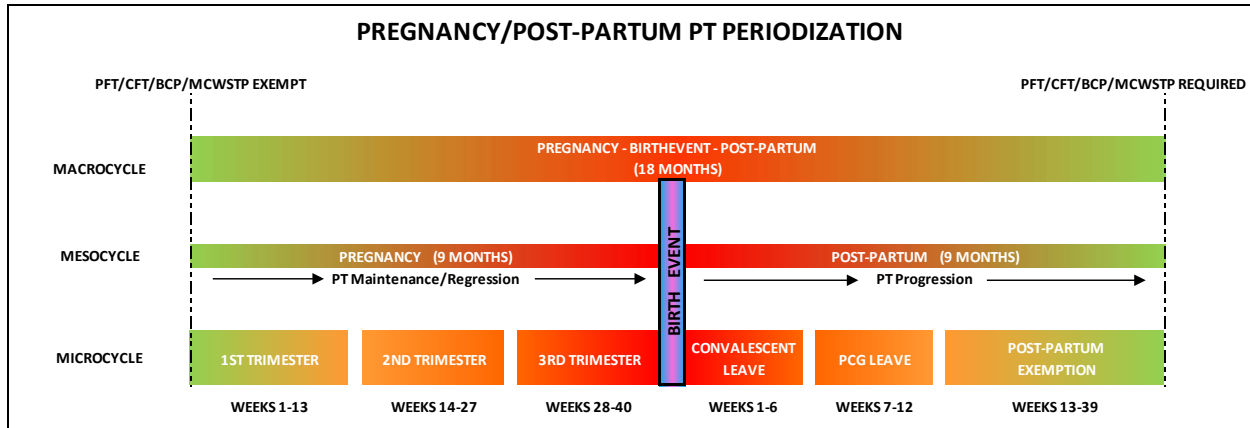 PREGNANCY/POST-PARTUM PT PERIODIZATION
PFT/CFT/BCP/MCWSTP EXEMPT
PFT/CFT/BCP/MCWSTP REQUIRED
MACROCYCLE
PREGNANCY - BIRTHEVENT - POST-PARTUM
(18 MONTHS)
MESOCYCLE
PREGNANCY (9 MONTHS)
BIRTH EVENT
POST-PARTUM (9 MONTHS)
PT Maintenance/Regression
PT Progression
MICROCYCLE
1ST TRIMESTER
2ND TRIMESTER
3RD TRIMESTER
CONVALESCENT
LEAVE
PCG LEAVE
POST-PARTUM
EXEMPTION
WEEKS 1-13
WEEKS 14-27
WEEKS 28-40
WEEKS 1-6
WEEKS 7-12
WEEKS 13-39